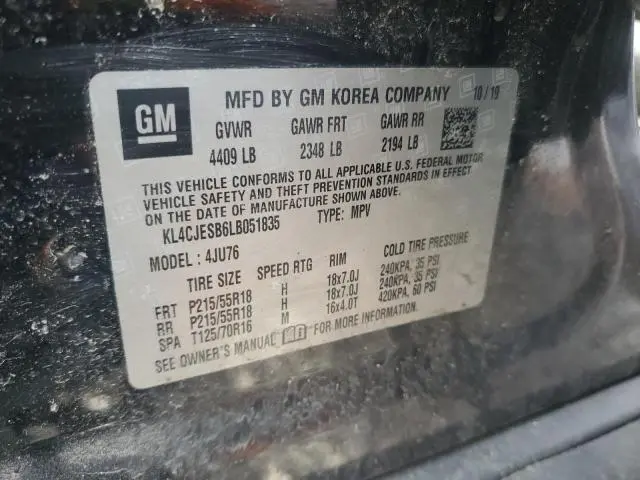 GM
MFD BY GM KOREA COMPANY 10/19
GVWR GAWR FRT GAWR RR
4409 LB 2348 LB 2194 LB
THIS VEHICLE CONFORMS TO ALL APPLICABLE U.S. FEDERAL MOTOR
VEHICLE SAFETY AND THEFT PREVENTION STANDARDS IN EFFECT
ON THE DATE OF MANUFACTURE SHOWN ABOVE.
KL4CJESB6LB051835 TYPE: MPV
MODEL: 4JU76
TIRE SIZE SPEED RTG RIM COLD TIRE PRESSURE
FRT P215/55R18 H 18x7.0J 240KPA, 35 PSI
RR P215/55R18 H 18x7.0J 240KPA, 35 PSI
SPA T125/70R16 M 16x4.0T 420KPA, 60 PSI
SEE OWNER'S MANUAL FOR MORE INFORMATION.